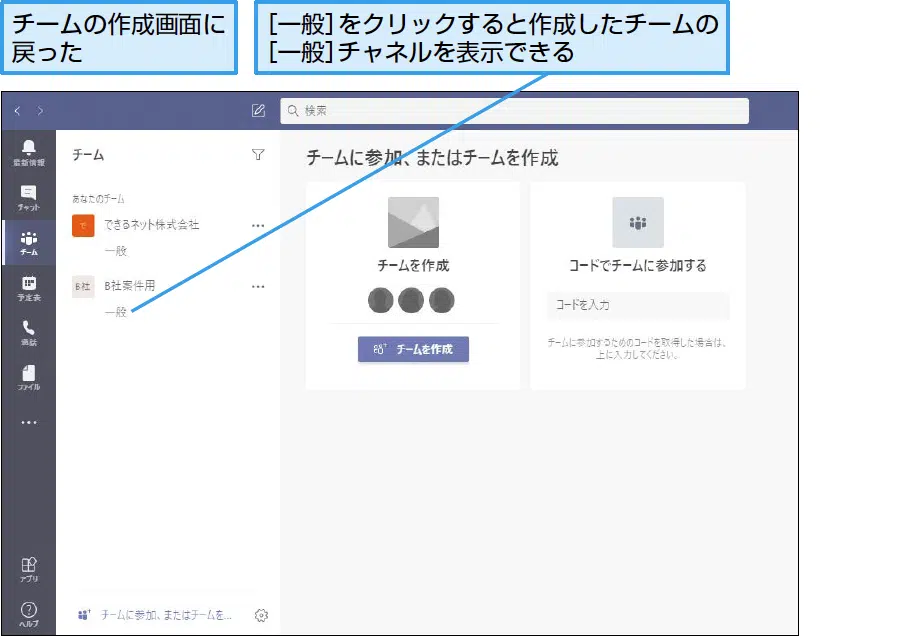 チームの作成画面に
戻った
[一般]をクリックすると作成したチームの
[一般]チャネルを表示できる
検索
最新情報
チャット
チーム
予定表
通話
ファイル
アプリ
ヘルプ
チーム
あなたのチーム
で
できるネット株式会社
一般
B社
B社案件用
一般
チームに参加、またはチームを...
チームに参加、またはチームを作成
チームを作成
チームを作成
コードでチームに参加する
コードを入力
チームに参加するためのコードを取得した場合は、
上に入力してください。